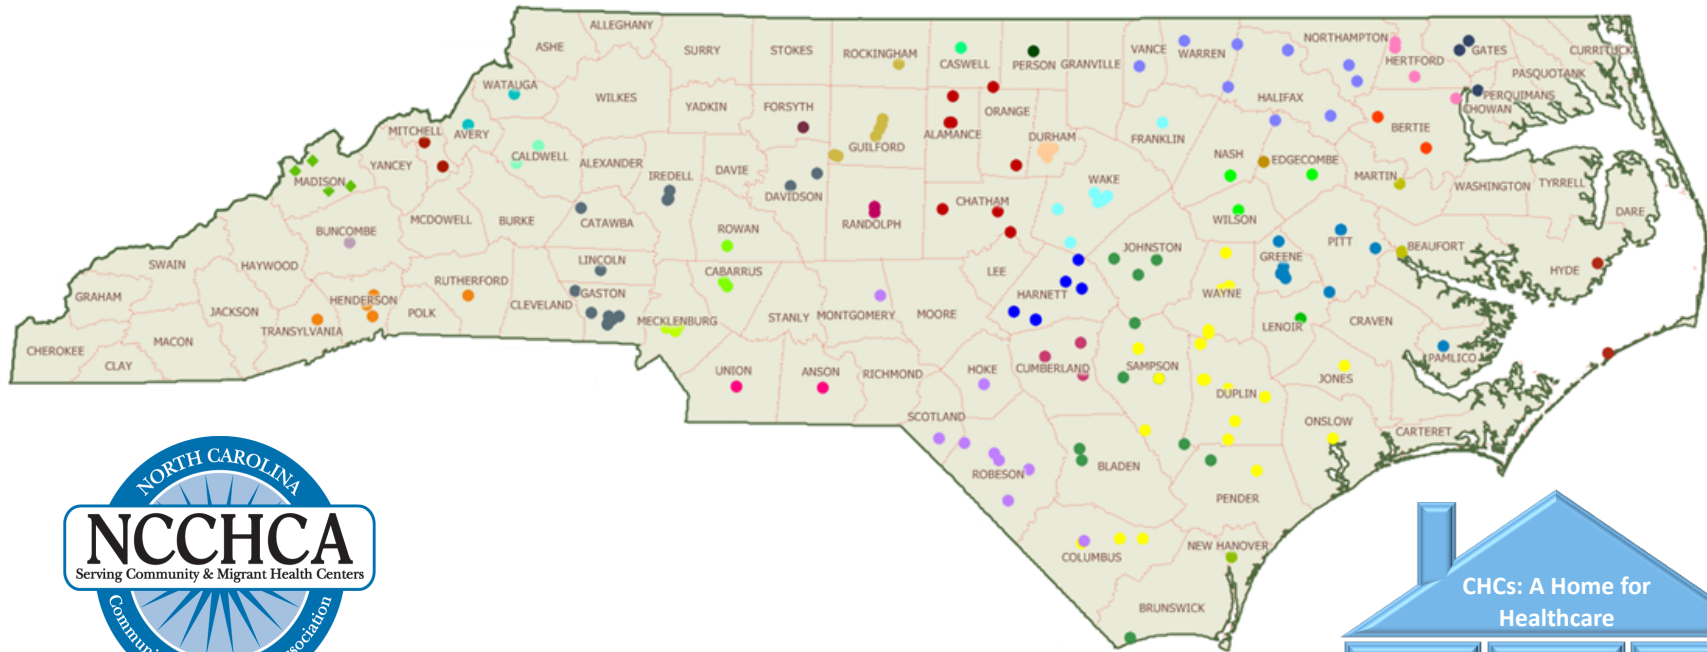 ALLEGHANY
ASHE
SURRY
STOKES
ROCKINGHAM
CASWELL
PERSON
GRANVILLE
VANCE
WARREN
NORTHAMPTON
HERTFORD
GATES
CURRITUCK
PASQUOTANK
PERQUIMANS
CHOWAN
WATAUGA
WILKES
YADKIN
FORSYTH
GUILFORD
ALAMANCE
ORANGE
DURHAM
FRANKLIN
HALIFAX
BERTIE
MITCHELL
AVERY
YANCEY
CALDWELL
ALEXANDER
IREDELL
DAVIE
DAVIDSON
RANDOLPH
CHATHAM
WAKE
NASH
EDGECOMBE
MARTIN
WASHINGTON
TYRRELL
DARE
MADISON
BUNCOMBE
MCDOWELL
BURKE
CATAWBA
ROWAN
LINCOLN
CABARRUS
LEE
JOHNSTON
WILSON
GREENE
PITT
BEAUFORT
HYDE
SWAIN
HAYWOOD
RUTHERFORD
CLEVELAND
GASTON
MECKLENBURG
STANLY
MONTGOMERY
MOORE
HARNETT
WAYNE
LENOIR
CRAVEN
PAMLICO
GRAHAM
JACKSON
HENDERSON
TRANSYLVANIA
POLK
CHEROKEE
MACON
CLAY
UNION
ANSON
RICHMOND
HOKE
CUMBERLAND
SAMPSON
DUPLIN
JONES
ONSLOW
CARTERET
SCOTLAND
ROBESON
BLADEN
PENDER
COLUMBUS
NEW HANOVER
BRUNSWICK
NORTH CAROLINA
NCCHCA
Serving Community & Migrant Health Centers
CHCs: A Home for
Healthcare